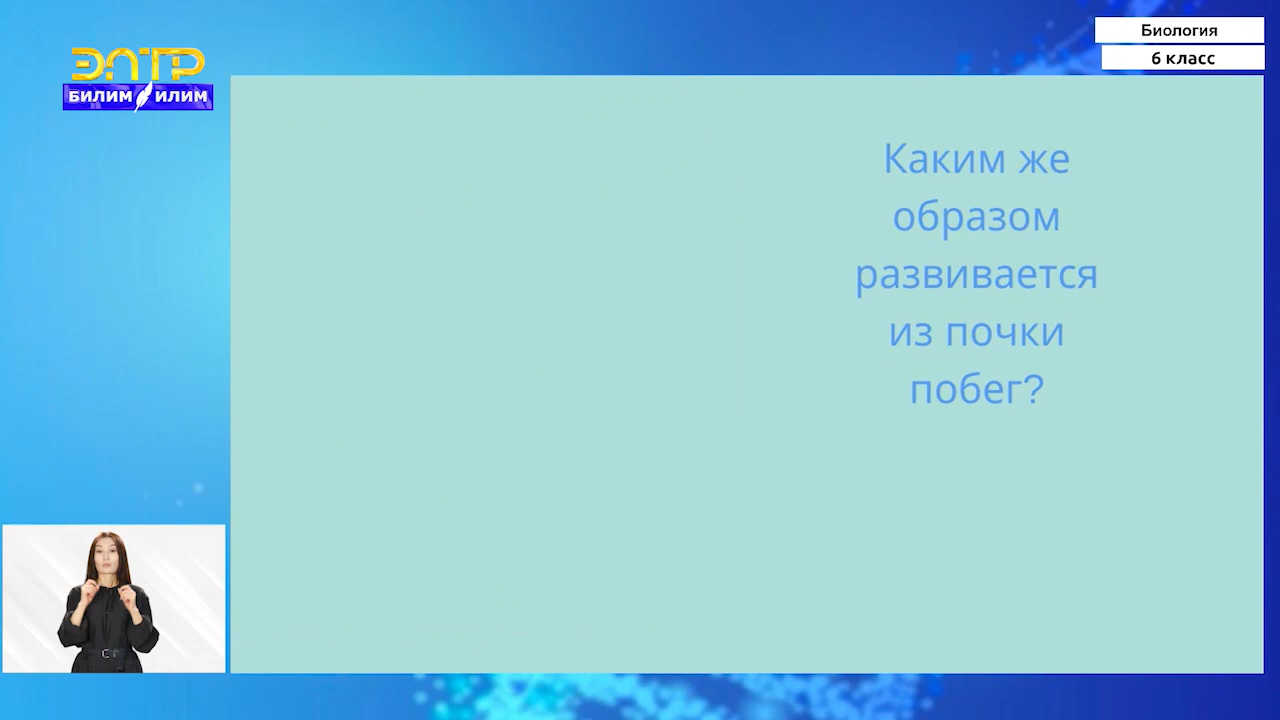 Биология
6 класс
ЭЛТР
БИЛИМ ИЛИМ
Каким же
образом
развивается
из почки
побег?